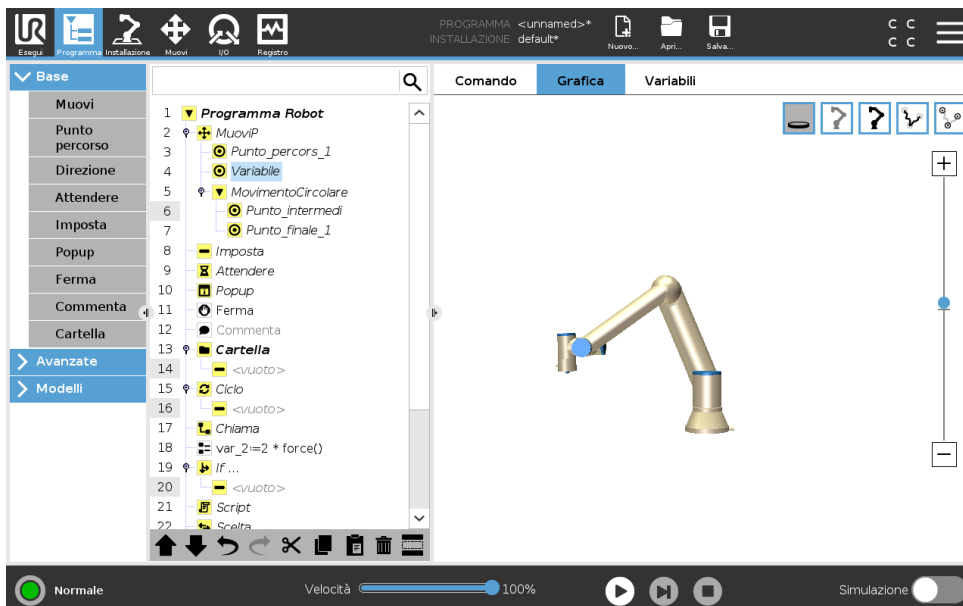 PROGRAMMA <unnamed>*
INSTALLAZIONE default*
Esegui
Programma
Installazione
Muovi
I/O
Registro
Nuovo...
Apri...
Salva...
C C
C C
Base
Muovi
Punto
percorso
Direzione
Attendere
Imposta
Popup
Ferma
Commenta
Cartella
Avanzate
Modelli
1 Programma Robot
2 MuoviP
3 Punto_percors_1
4 Variabile
5 MovimentoCircolare
6 Punto_intermedi
7 Punto_finale_1
8 Imposta
9 Attendere
10 Popup
11 Ferma
12 Commenta
13 Cartella
14 <vuoto>
15 Ciclo
16 <vuoto>
17 Chiama
18 var_2:=2 * force()
19 If ...
20 <vuoto>
21 Script
22 Scelta
Comando
Grafica
Variabili
Normale
Velocità
100%
Simulazione